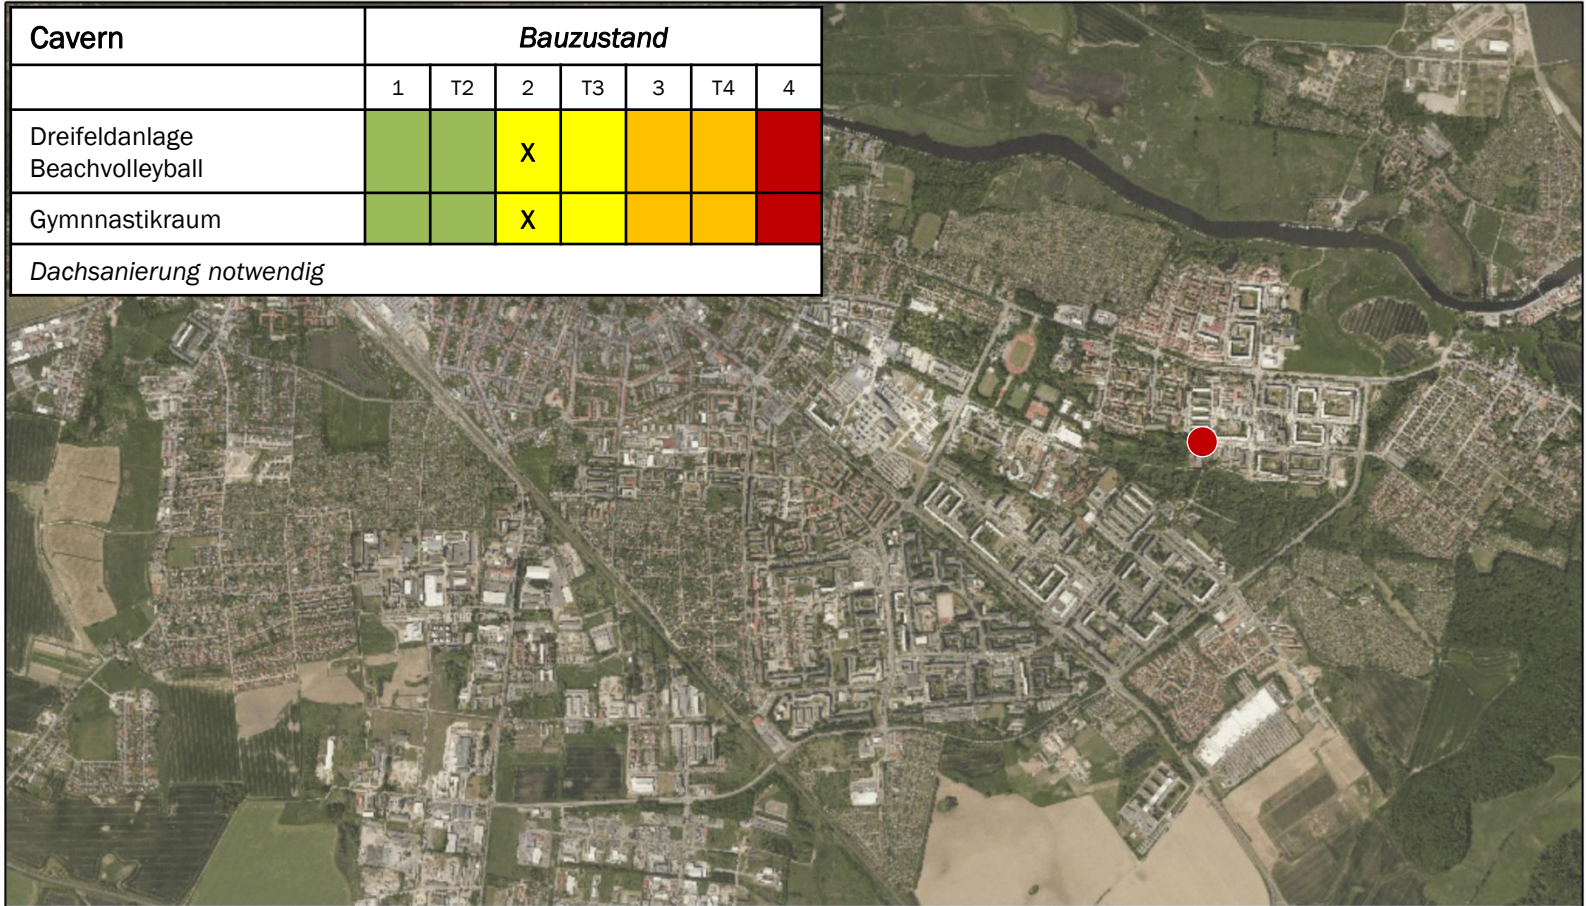 Cavern Bauzustand
1 T2 2 T3 3 T4 4
Dreifeldanlage
Beachvolleyball
X
Gymnnastikraum X
Dachsanierung notwendig